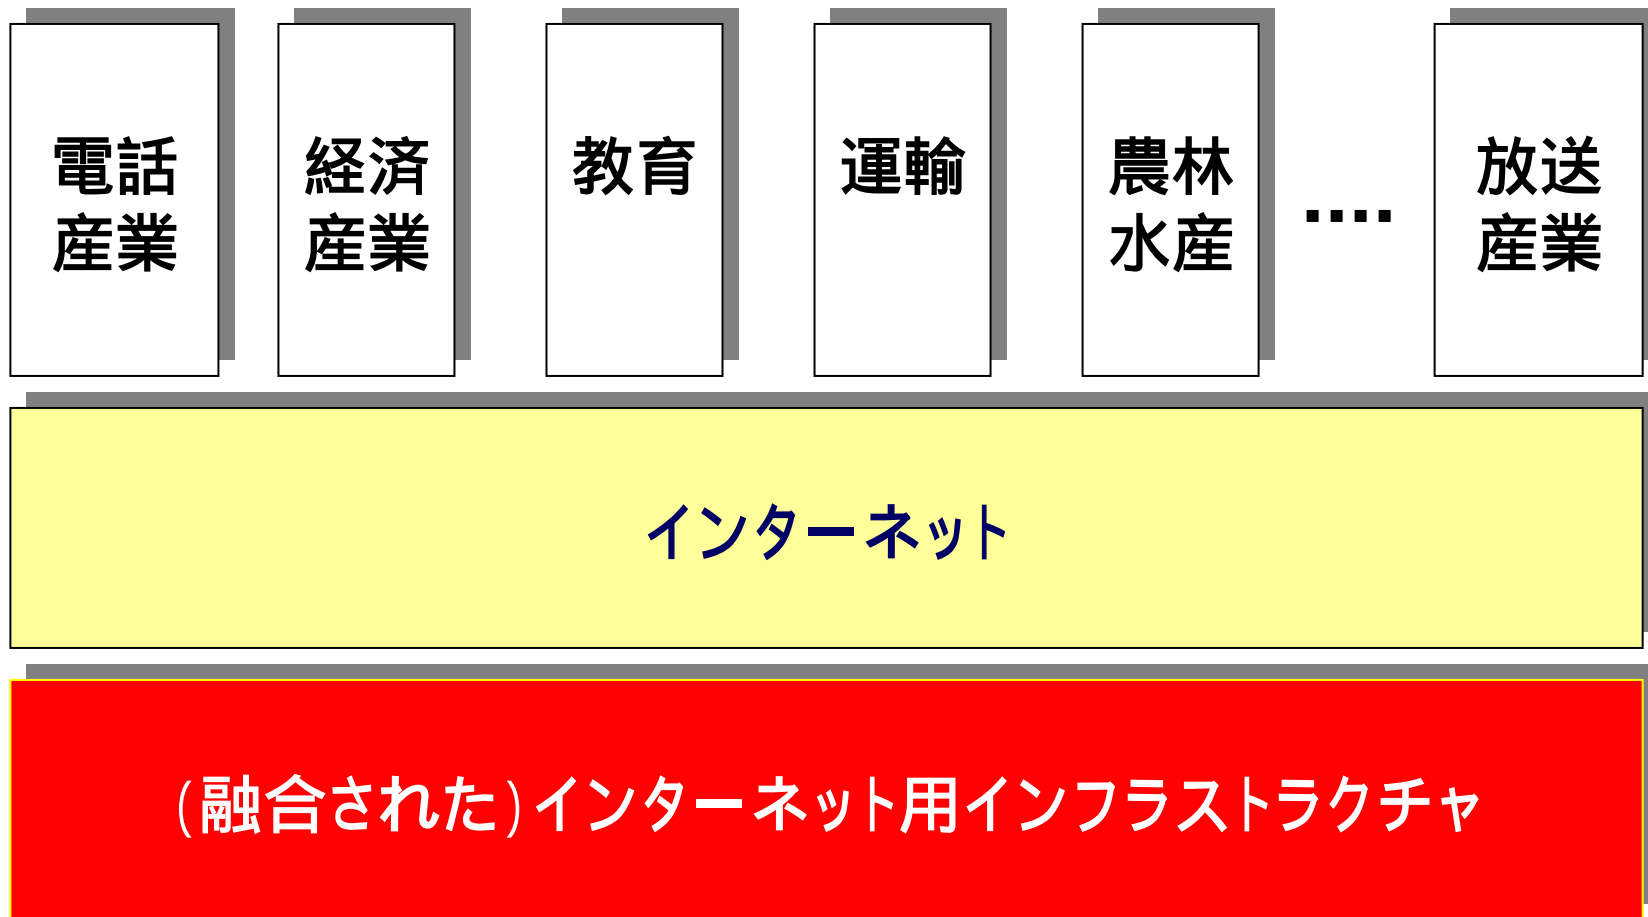 電話
産業
経済
産業
教育
運輸
農林
水産
....
放送
産業
インターネット
(融合された)インターネット用インフラストラクチャ